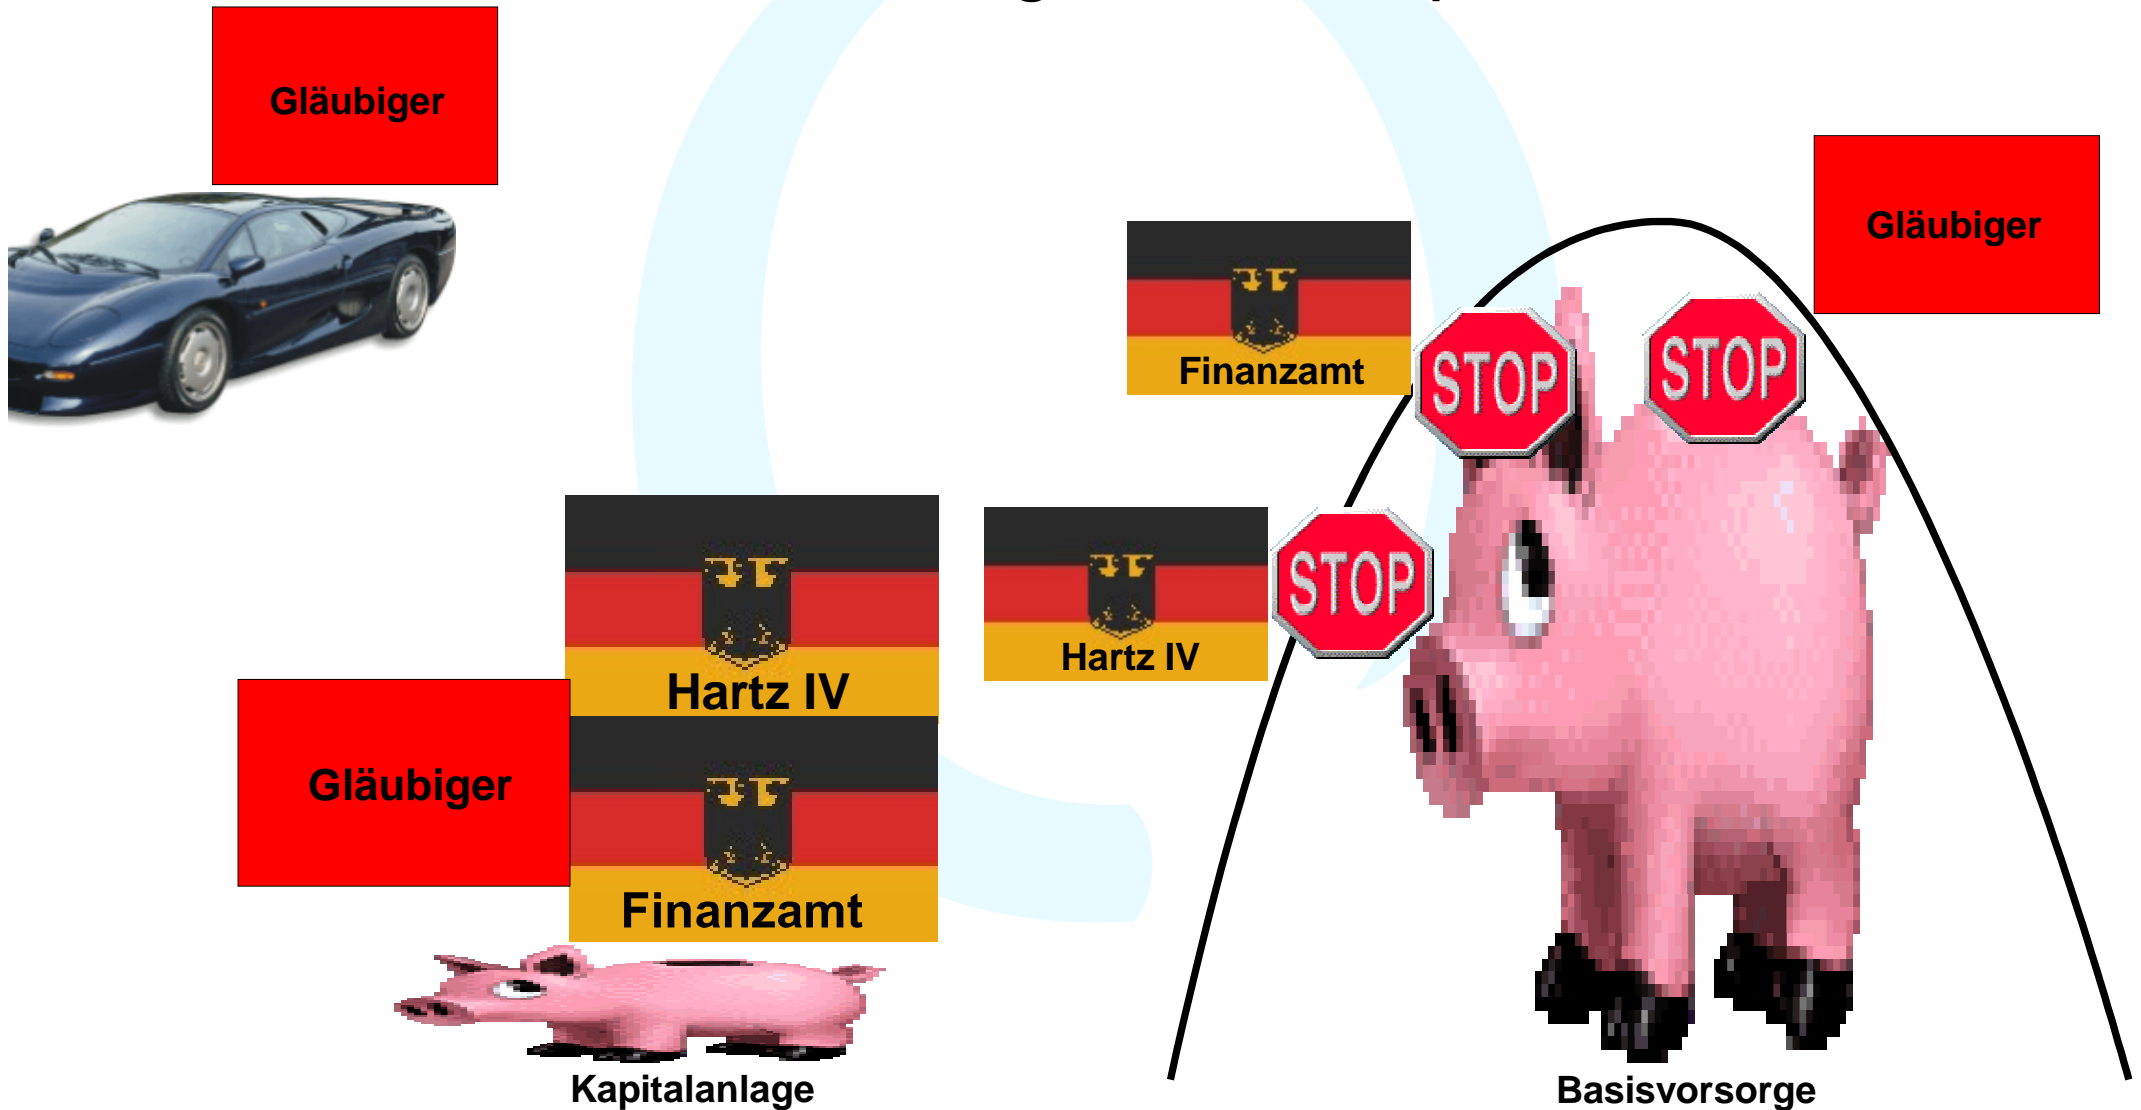 Gläubiger
Gläubiger
Finanzamt
STOP
STOP
Hartz IV
STOP
Hartz IV
Gläubiger
Finanzamt
Kapitalanlage
Basisvorsorge